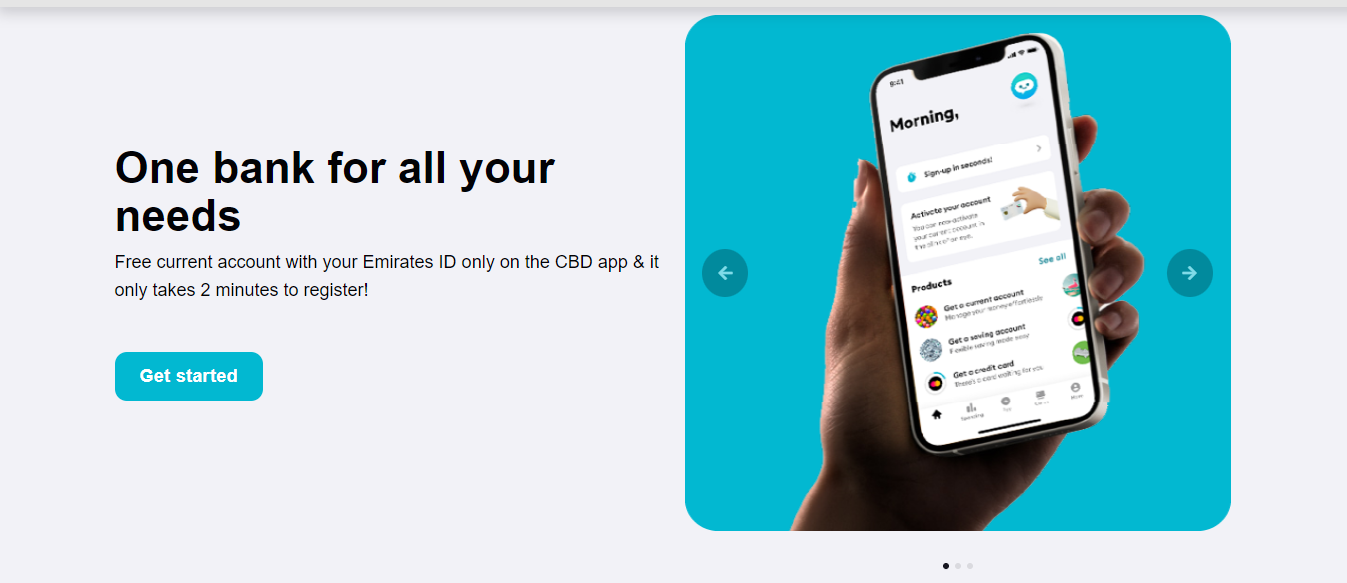 One bank for all your
needs
Free current account with your Emirates ID only on the CBD app & it
only takes 2 minutes to register!
Get started
9:41
Morning,
Sign-up in seconds!
Activate your account
You can now activate
your current account in
the blink of an eye.
See all
Products
Get a current account
Manage your money effortlessly
Get a saving account
Flexible saving made easy
Get a credit card
There's a card waiting for you
Spending
More